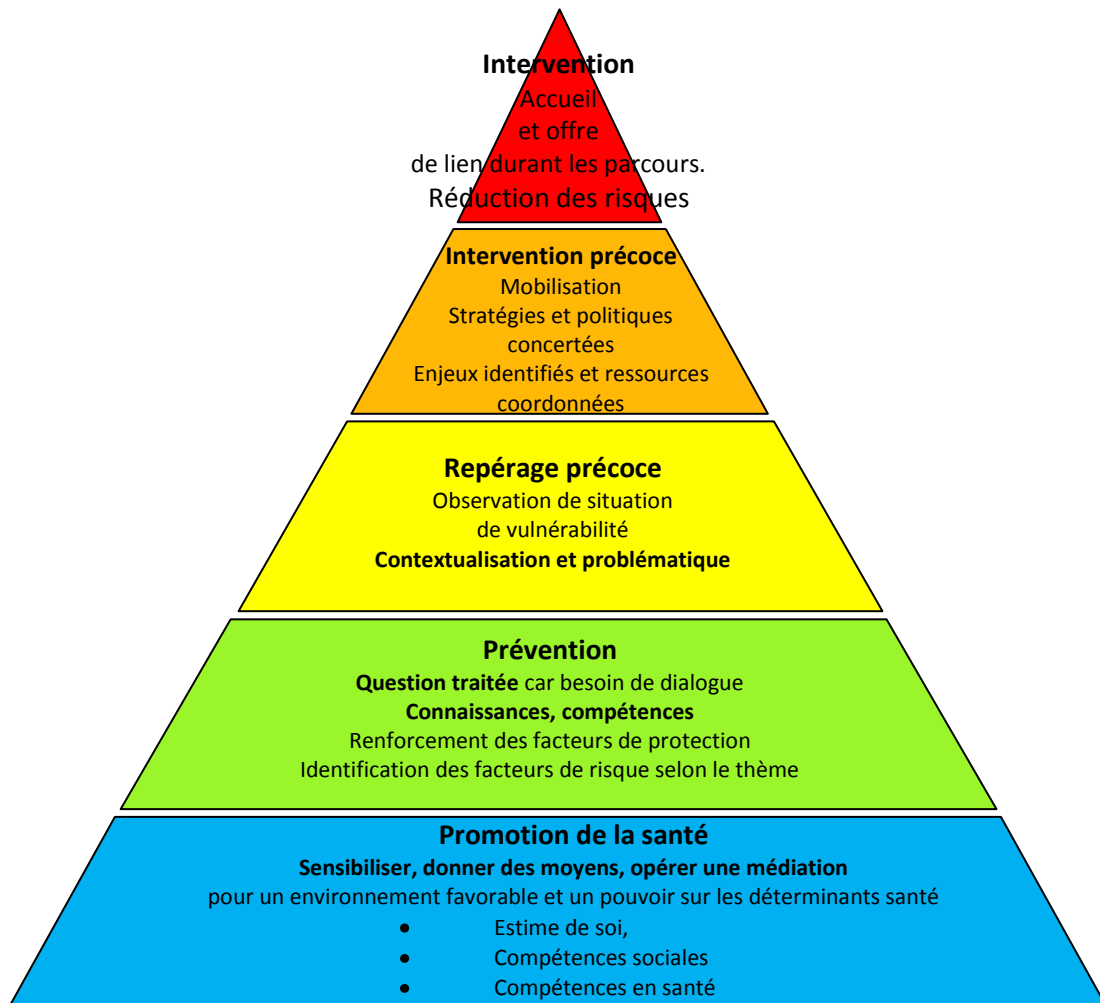 Intervention
Accueil
et offre
de lien durant les parcours.
Réduction des risques
Intervention précoce
Mobilisation
Stratégies et politiques
concertées
Enjeux identifiés et ressources
coordonnées
Repérage précoce
Observation de situation
de vulnérabilité
Contextualisation et problématique
Prévention
Question traitée car besoin de dialogue
Connaissances, compétences
Renforcement des facteurs de protection
Identification des facteurs de risque selon le thème
Promotion de la santé
Sensibiliser, donner des moyens, opérer une médiation
pour un environnement favorable et un pouvoir sur les déterminants santé
• Estime de soi,
• Compétences sociales
• Compétences en santé